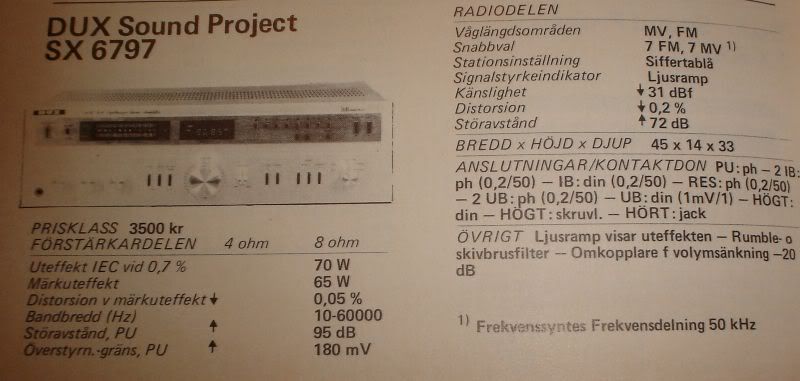 DUX Sound Project
SX 6797
DUX
PRISKLASS 3500 kr
FÖRSTÄRKARDELEN 4 ohm 8 ohm
Uteffekt IEC vid 0,7 % 70 W
Märkuteffekt 65 W
Distorsion v märkuteffekt ↓ 0,05 %
Bandbredd (Hz) 10-60000
Störavstånd, PU ↑ 95 dB
Överstyrn.-gräns, PU ↑ 180 mV
RADIODELEN
Våglängdsområden MV, FM
Snabbval 7 FM, 7 MV 1)
Stationsinställning Siffertablå
Signalstyrkeindikator Ljusramp
Känslighet ↓ 31 dBf
Distorsion ↓ 0,2 %
Störavstånd ↑ 72 dB
BREDD x HÖJD x DJUP 45 x 14 x 33
ANSLUTNINGAR/KONTAKTDON PU: ph – 2 IB:
ph (0,2/50) – IB: din (0,2/50) – RES: ph (0,2/50)
– 2 UB: ph (0,2/50) – UB: din (1mV/1) – HÖGT:
din – HÖGT: skruvl. – HÖRT: jack
ÖVRIGT Ljusramp visar uteffekten – Rumble- o
skivbrusfilter – Omkopplare f volymsänkning –20
dB
1) Frekvenssyntes Frekvensdelning 50 kHz